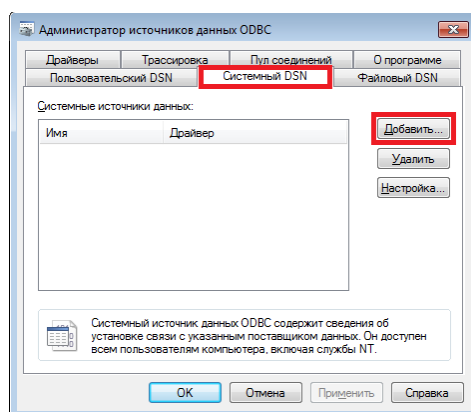 Администратор источников данных ODBC
Драйверы Трассировка Пул соединений О программе
Пользовательский DSN Системный DSN Файловый DSN
Системные источники данных:
Имя Драйвер
Добавить...
Удалить
Настройка...
Системный источник данных ODBC содержит сведения об
установке связи с указанным поставщиком данных. Он доступен
всем пользователям компьютера, включая службы NT.
OK Отмена Применить Справка